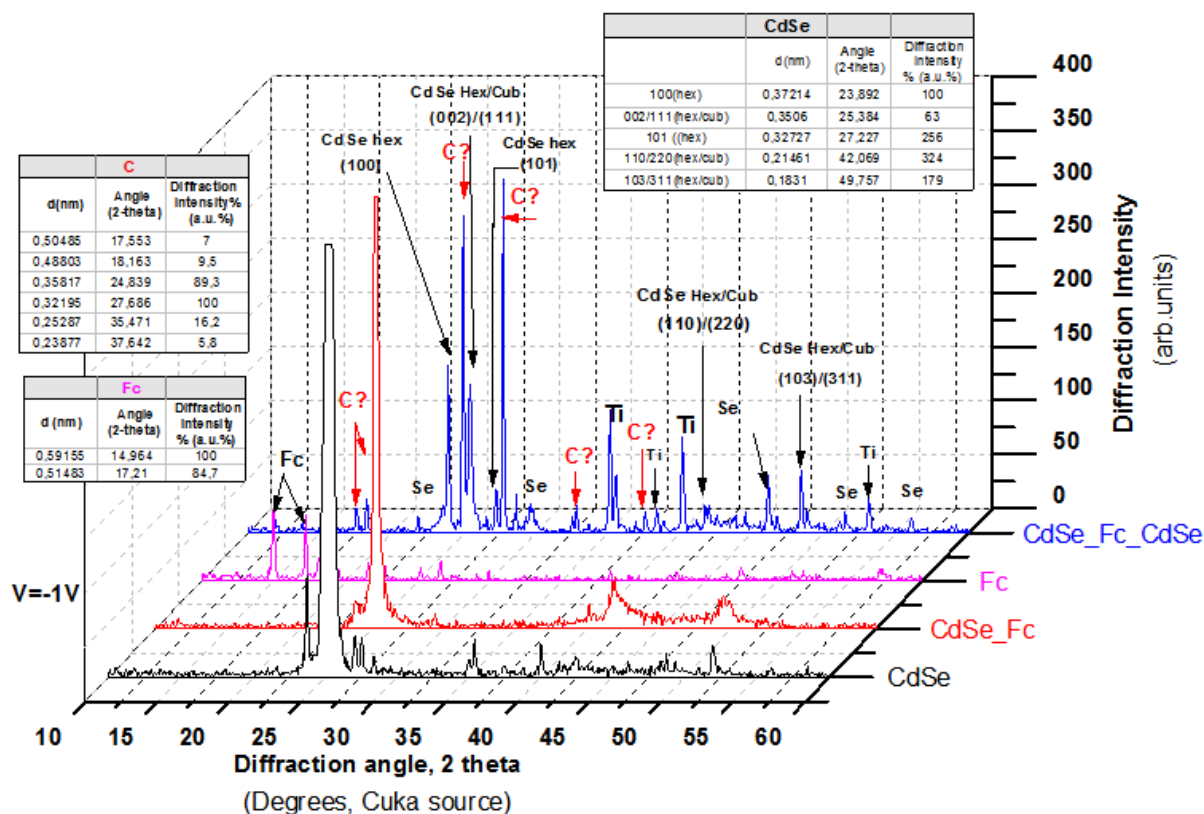 CdSe
d(nm) Angle (2-theta) Diffraction Intensity % (a.u.%)
100(hex) 0,37214 23,892 100
002/111(hex/cub) 0,3506 25,384 63
101 ((hex) 0,32727 27,227 256
110/220(hex/cub) 0,21461 42,069 324
103/311(hex/cub) 0,1831 49,757 179
C
d(nm) Angle (2-theta) Diffraction Intensity% (a.u.%)
0,50485 17,553 7
0,48803 18,163 9,5
0,35817 24,839 89,3
0,32195 27,686 100
0,25287 35,471 16,2
0,23877 37,642 5,8
Fc
d (nm) Angle (2-theta) Diffraction Intensity % (a.u.%)
0,59155 14,964 100
0,51483 17,21 84,7
CdSe Hex/Cub
(002)/(111)
CdSe hex
(100)
C?
CdSe hex
(101)
C?
CdSe Hex/Cub
(110)/(220)
CdSe Hex/Cub
(103)/(311)
C?
Fc
Se
Se
C?
Ti
C?
Ti
Ti
Se
Se
Ti
Se
400
350
300
250
200
150
100
50
0
Diffraction Intensity
(arb.units)
CdSe_Fc_CdSe
Fc
CdSe_Fc
CdSe
V=-1V
10 15 20 25 30 35 40 45 50 55 60
Diffraction angle, 2 theta
(Degrees, Cuka source)